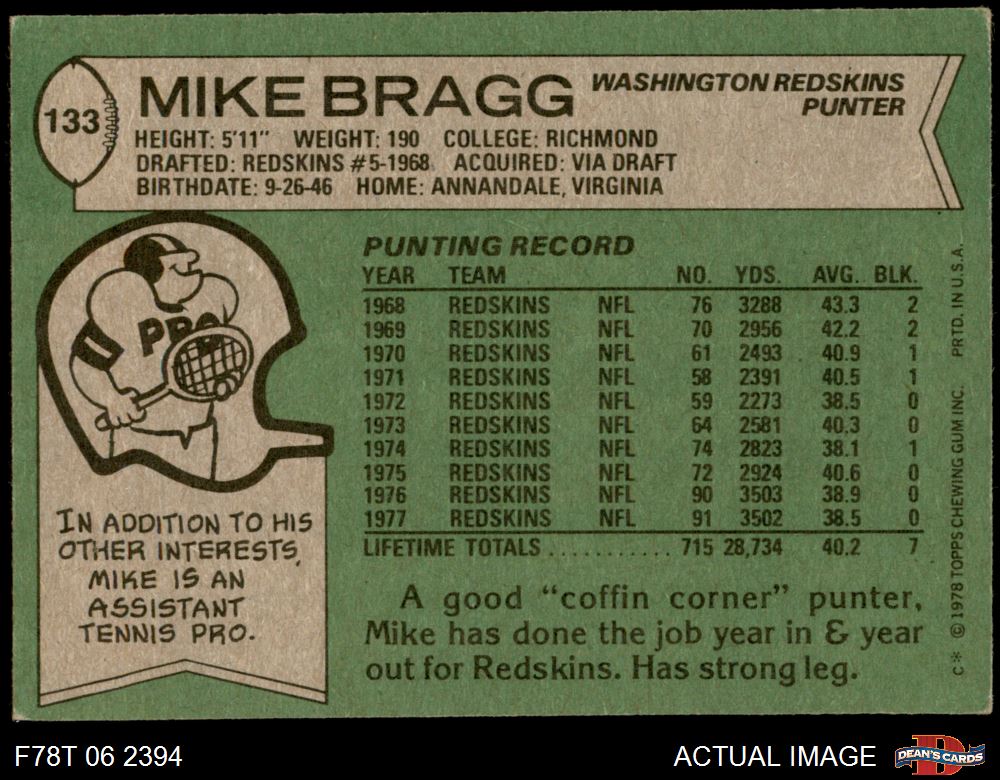 133
MIKE BRAGG
WASHINGTON REDSKINS
PUNTER
HEIGHT: 5'11" WEIGHT: 190 COLLEGE: RICHMOND
DRAFTED: REDSKINS #5-1968 ACQUIRED: VIA DRAFT
BIRTHDATE: 9-26-46 HOME: ANNANDALE, VIRGINIA
PRO
IN ADDITION TO HIS
OTHER INTERESTS,
MIKE IS AN
ASSISTANT
TENNIS PRO.
PUNTING RECORD
YEAR TEAM NO. YDS. AVG. BLK.
1968 REDSKINS NFL 76 3288 43.3 2
1969 REDSKINS NFL 70 2956 42.2 2
1970 REDSKINS NFL 61 2493 40.9 1
1971 REDSKINS NFL 58 2391 40.5 1
1972 REDSKINS NFL 59 2273 38.5 0
1973 REDSKINS NFL 64 2581 40.3 0
1974 REDSKINS NFL 74 2823 38.1 1
1975 REDSKINS NFL 72 2924 40.6 0
1976 REDSKINS NFL 90 3503 38.9 0
1977 REDSKINS NFL 91 3502 38.5 0
LIFETIME TOTALS........... 715 28,734 40.2 7
A good "coffin corner" punter,
Mike has done the job year in & year
out for Redskins. Has strong leg.
C* © 1978 TOPPS CHEWING GUM INC. PRTD. IN U.S.A.
F78T 06 2394
ACTUAL IMAGE
D
DEAN'S CARDS